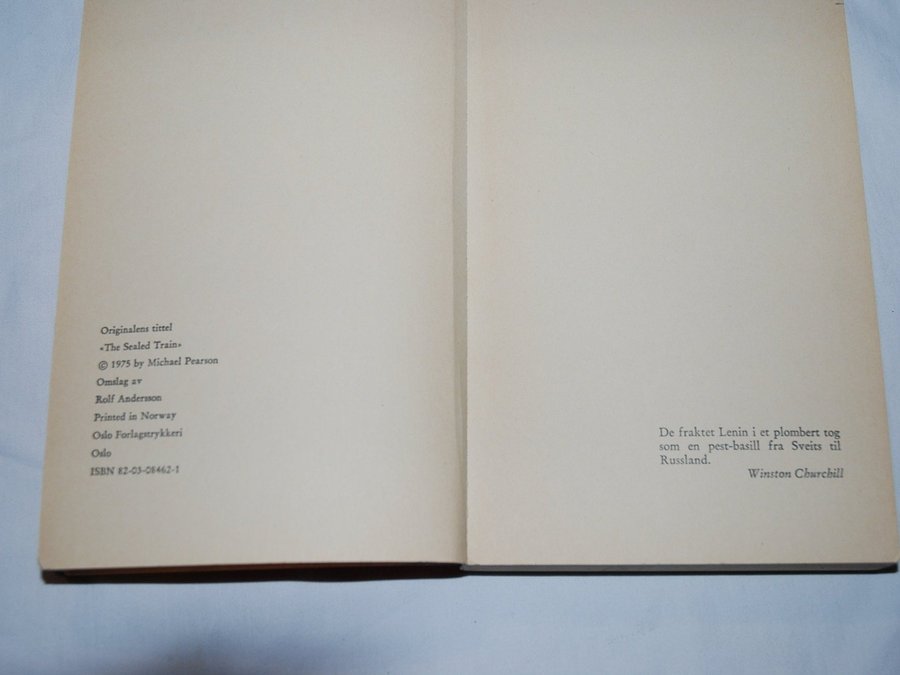 Originalens tittel
«The Sealed Train»
© 1975 by Michael Pearson
Omslag av
Rolf Andersson
Printed in Norway
Oslo Forlagstrykkeri
Oslo
ISBN 82-03-08462-1
De fraktet Lenin i et plombert tog
som en pest-basill fra Sveits til
Russland.
Winston Churchill